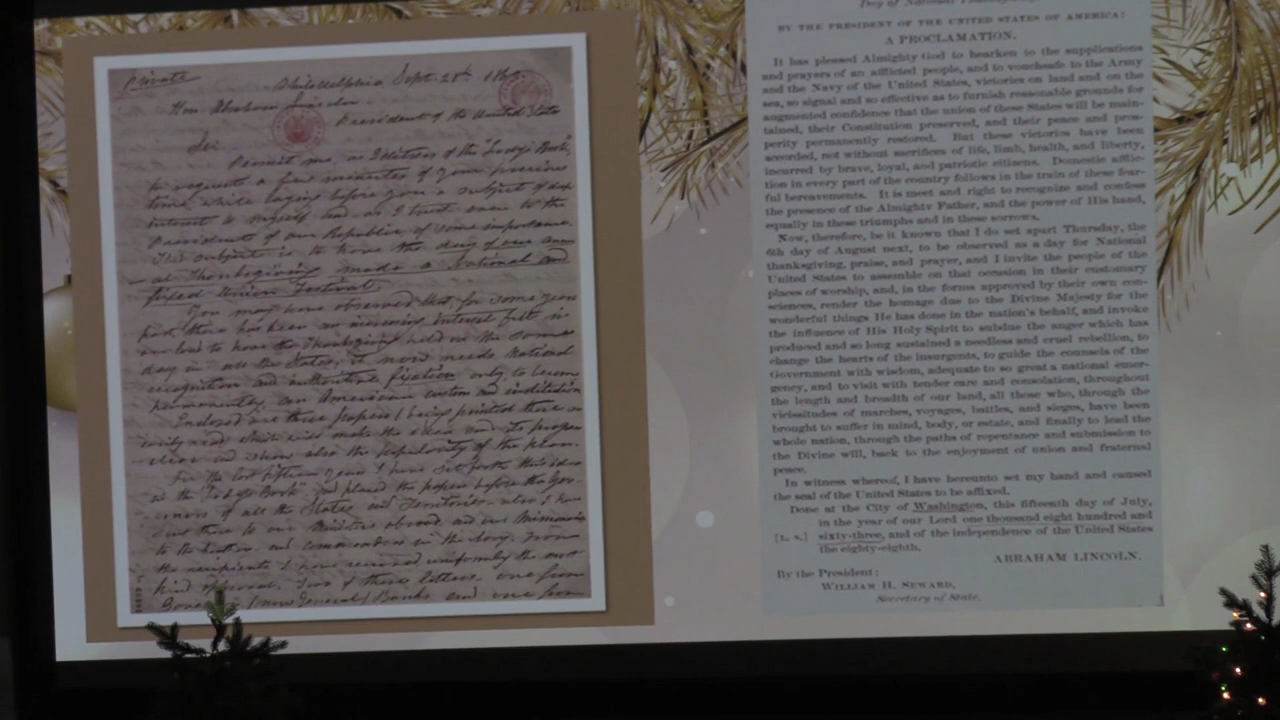 Private
Philadelphia Sept. 28th 1863
Hon. Abraham Lincoln
President of the United States
Sir
Permit me, as Editress of the "Lady's Book,"
to request a few minutes of your precious
time while laying before you a subject of deep
interest to myself and as I trust even to the
President of our Republic of some importance.
This subject is to have the day of our annu
al Thanksgiving made a National and
fixed Union Festival
You may have observed that for some years
past, there has been an increasing interest felt in
our land to have the Thanksgiving held on the same
day in all the States; it now needs National
recognition and authoritive fixation only to become
permanently an American custom and institution
Enclosed are three papers (being printed these are
easily read) which will make the idea and its progress
clear and show also the popularity of the plan.
For the last fifteen years I have set forth this idea
in the "Lady's Book" and placed the papers before the Gov-
ernors of all the States and Territories - also I have
sent these to our Ministers abroad and our Missionaries
to the heathen and commanders in the Navy. From
the recipients I have received uniformly the most
kind approval. Two of these letters, one from
Governor (now General) Banks and one from
Day of National Thanksgiving
BY THE PRESIDENT OF THE UNITED STATES OF AMERICA:
A PROCLAMATION.
It has pleased Almighty God to hearken to the supplications
and prayers of an afflicted people, and to vouchsafe to the Army
and the Navy of the United States, victories on land and on the
sea, so signal and so effective as to furnish reasonable grounds for
augmented confidence that the union of these States will be main-
tained, their Constitution preserved, and their peace and pros-
perity permanently restored. But these victories have been
accorded, not without sacrifices of life, limb, health, and liberty,
incurred by brave, loyal, and patriotic citizens. Domestic afflic-
tion in every part of the country follows in the train of these fear-
ful bereavements. It is meet and right to recognize and confess
the presence of the Almighty Father, and the power of His hand,
equally in these triumphs and in these sorrows.
Now, therefore, be it known that I do set apart Thursday, the
6th day of August next, to be observed as a day for National
thanksgiving, praise, and prayer, and I invite the people of the
United States to assemble on that occasion in their customary
places of worship, and, in the forms approved by their own con-
sciences, render the homage due to the Divine Majesty for the
wonderful things He has done in the nation's behalf, and invoke
the influence of His Holy Spirit to subdue the anger which has
produced and so long sustained a needless and cruel rebellion, to
change the hearts of the insurgents, to guide the counsels of the
Government with wisdom, adequate to so great a national emer-
gency, and to visit with tender care and consolation, throughout
the length and breadth of our land, all those who, through the
vicissitudes of marches, voyages, battles, and sieges, have been
brought to suffer in mind, body, or estate, and finally to lead the
whole nation, through the paths of repentance and submission to
the Divine will, back to the enjoyment of union and fraternal
peace.
In witness whereof, I have hereunto set my hand and caused
the seal of the United States to be affixed.
Done at the City of Washington, this fifteenth day of July,
in the year of our Lord one thousand eight hundred and
[L. S.] sixty-three, and of the independence of the United States
the eighty-eighth.
ABRAHAM LINCOLN.
By the President:
WILLIAM H. SEWARD,
Secretary of State.